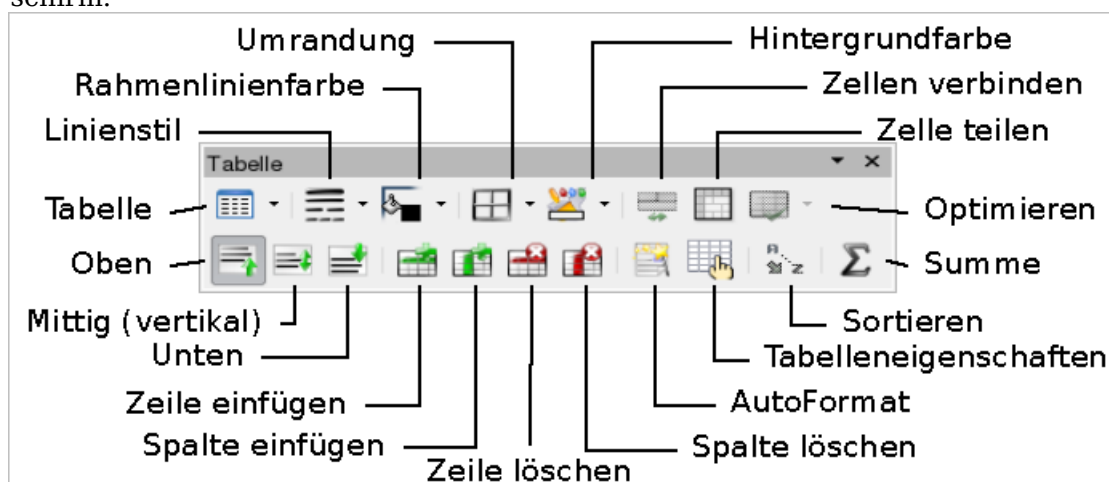 schirm.
Umrandung
Hintergrundfarbe
Rahmenlinienfarbe
Zellen verbinden
Linienstil
Zelle teilen
Tabelle
Tabelle
Optimieren
Oben
Summe
Mittig (vertikal)
Sortieren
Unten
Tabelleneigenschaften
Zeile einfügen
AutoFormat
Spalte einfügen
Spalte löschen
Zeile löschen